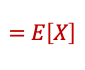 = E[X]